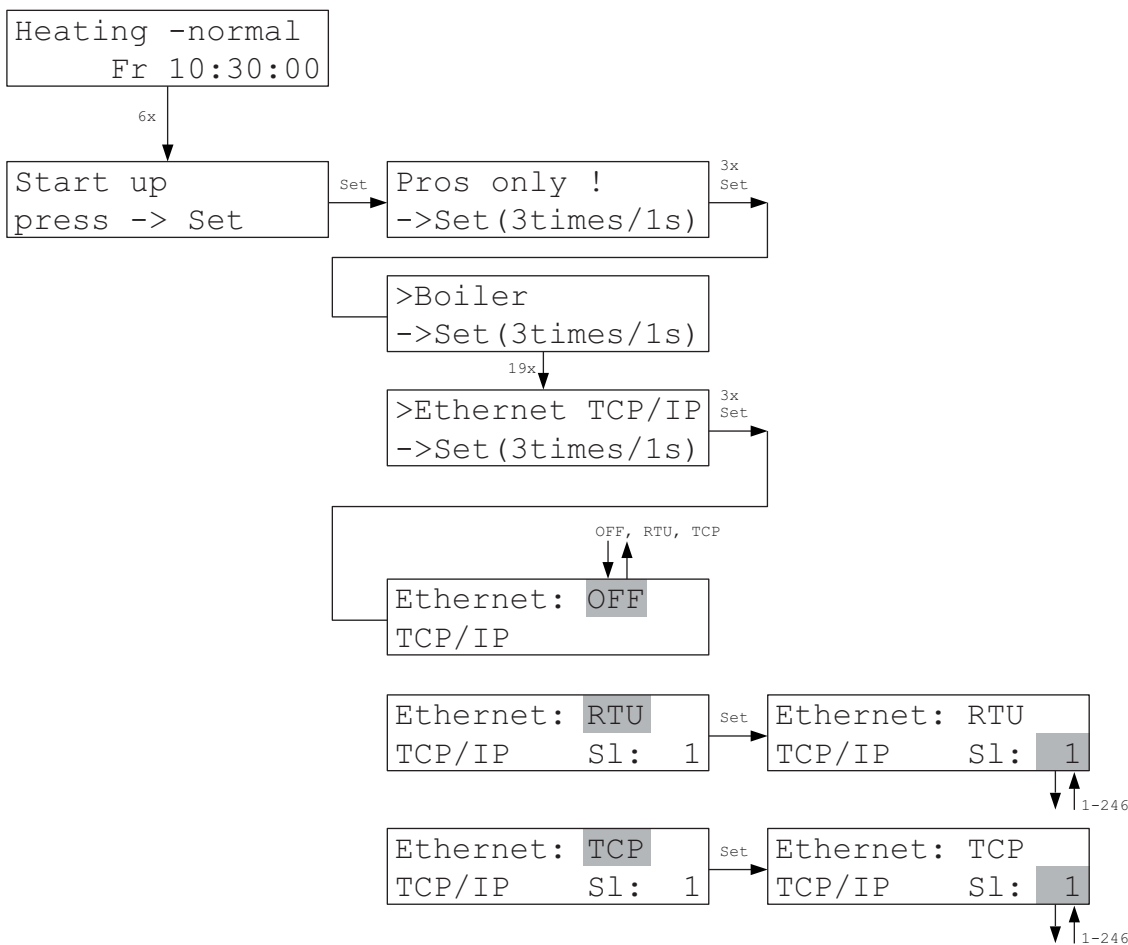 Heating -normal
Fr 10:30:00
6x
Start up
press -> Set
Set
Pros only !
->Set(3times/1s)
3x
Set
>Boiler
->Set(3times/1s)
19x
>Ethernet TCP/IP
->Set(3times/1s)
3x
Set
OFF, RTU, TCP
Ethernet: OFF
TCP/IP
Ethernet: RTU
TCP/IP Sl: 1
Set
Ethernet: RTU
TCP/IP Sl: 1
1-246
Ethernet: TCP
TCP/IP Sl: 1
Set
Ethernet: TCP
TCP/IP Sl: 1
1-246